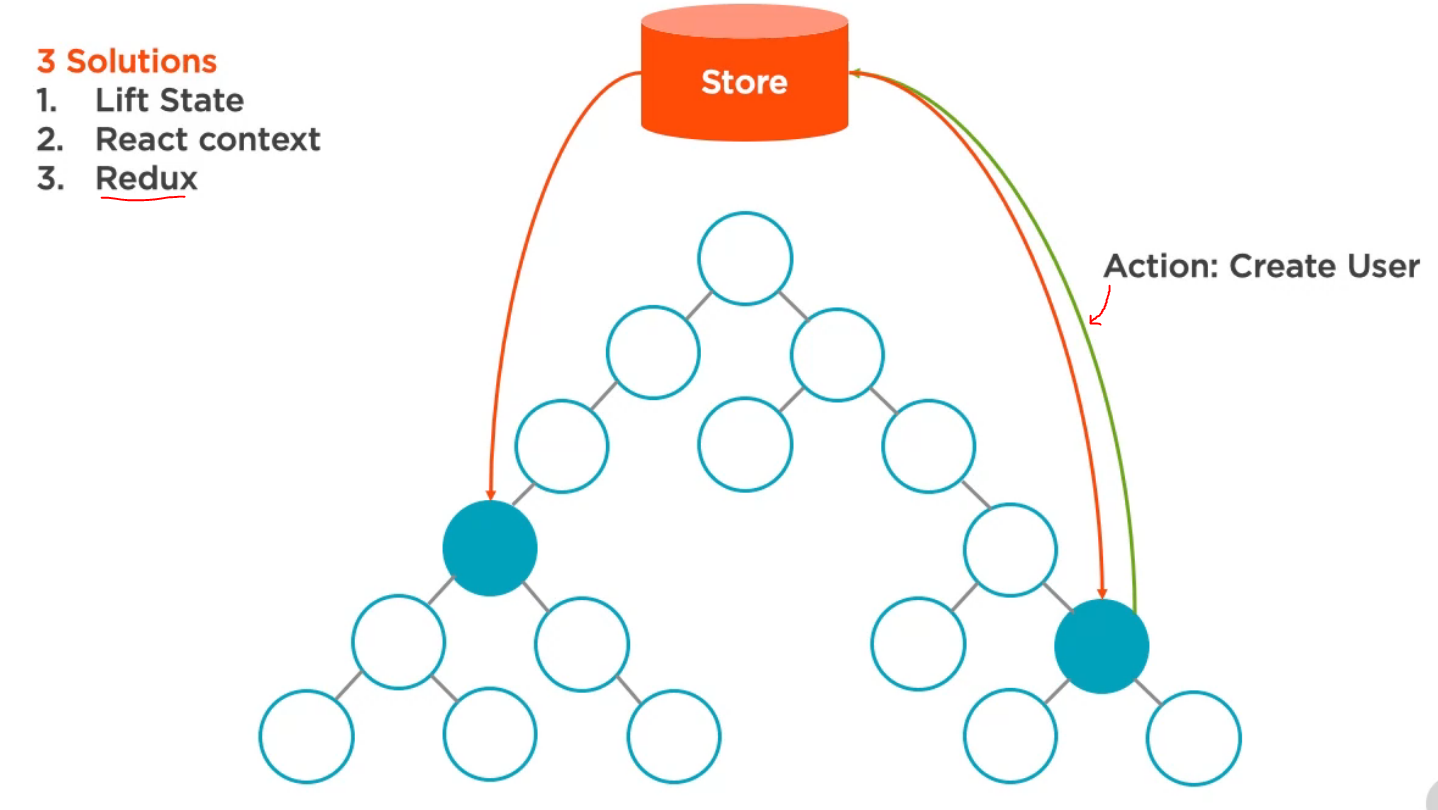 3 Solutions
1. Lift State
2. React context
3. Redux
Store
Action: Create User